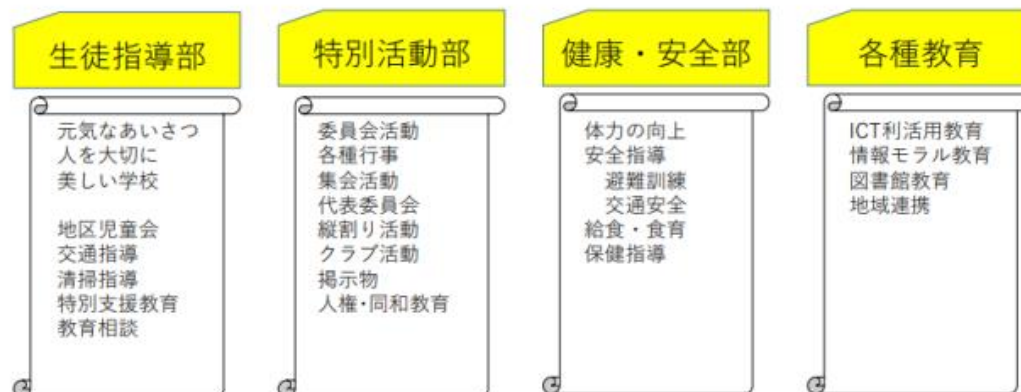 生徒指導部
元気なあいさつ
人を大切に
美しい学校
地区児童会
交通指導
清掃指導
特別支援教育
教育相談
特別活動部
委員会活動
各種行事
集会活動
代表委員会
縦割り活動
クラブ活動
掲示物
人権・同和教育
健康・安全部
体力の向上
安全指導
避難訓練
交通安全
給食・食育
保健指導
各種教育
ICT利活用教育
情報モラル教育
図書館教育
地域連携